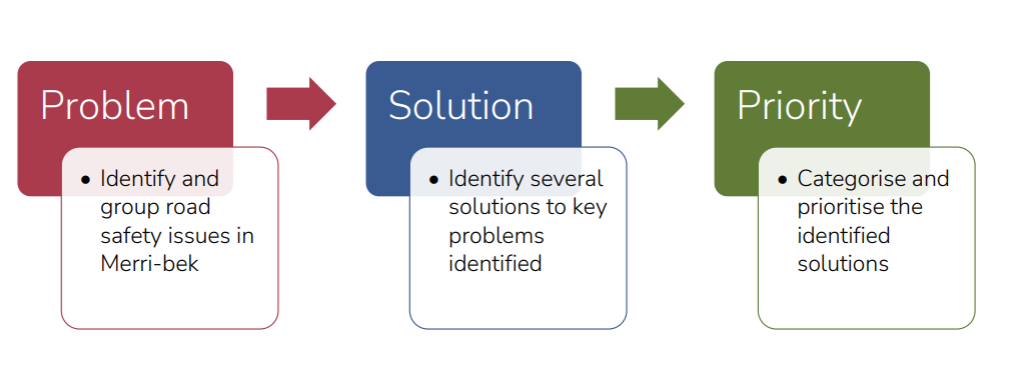 Problem
• Identify and
group road
safety issues in
Merri-bek
Solution
• Identify several
solutions to key
problems
identified
Priority
• Categorise and
prioritise the
identified
solutions